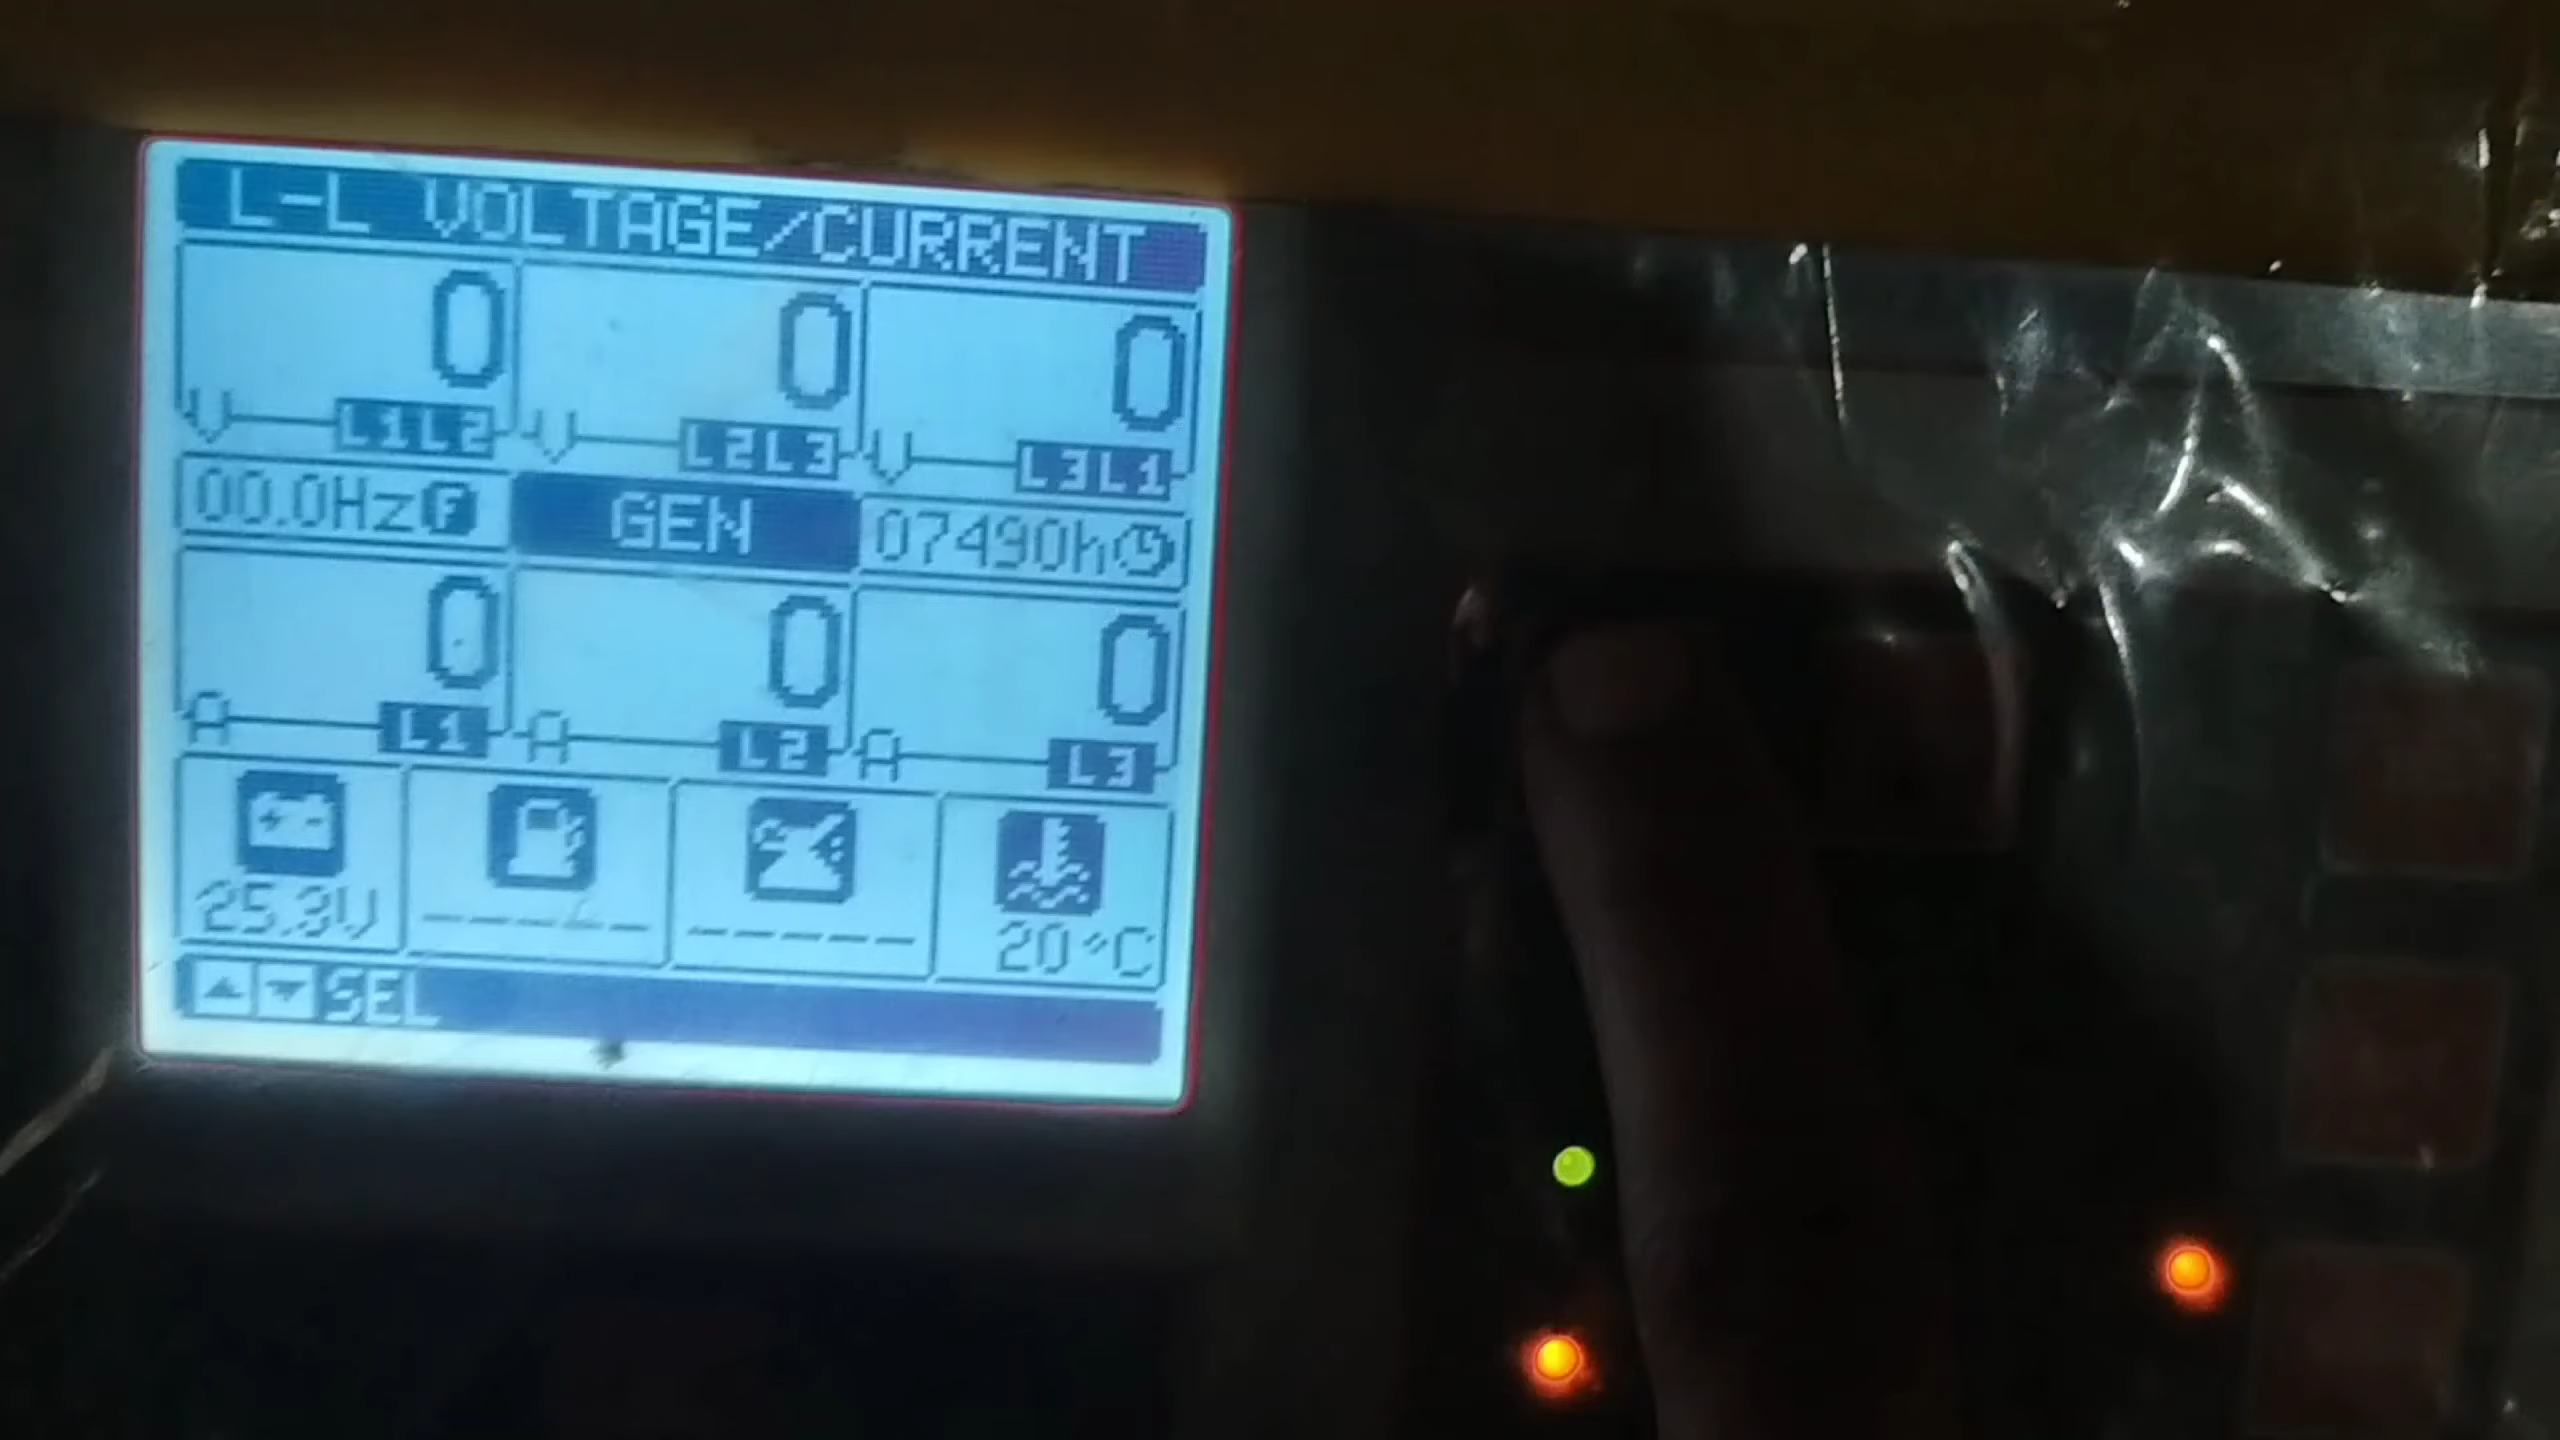 L-L VOLTAGE/CURRENT
0 0 0
V L1L2 V L2L3 V L3L1
00.0Hz F GEN 07490h
0 0 0
A L1 A L2 A L3
25.3V ----- ----- 20°C
▲ ▼ SEL